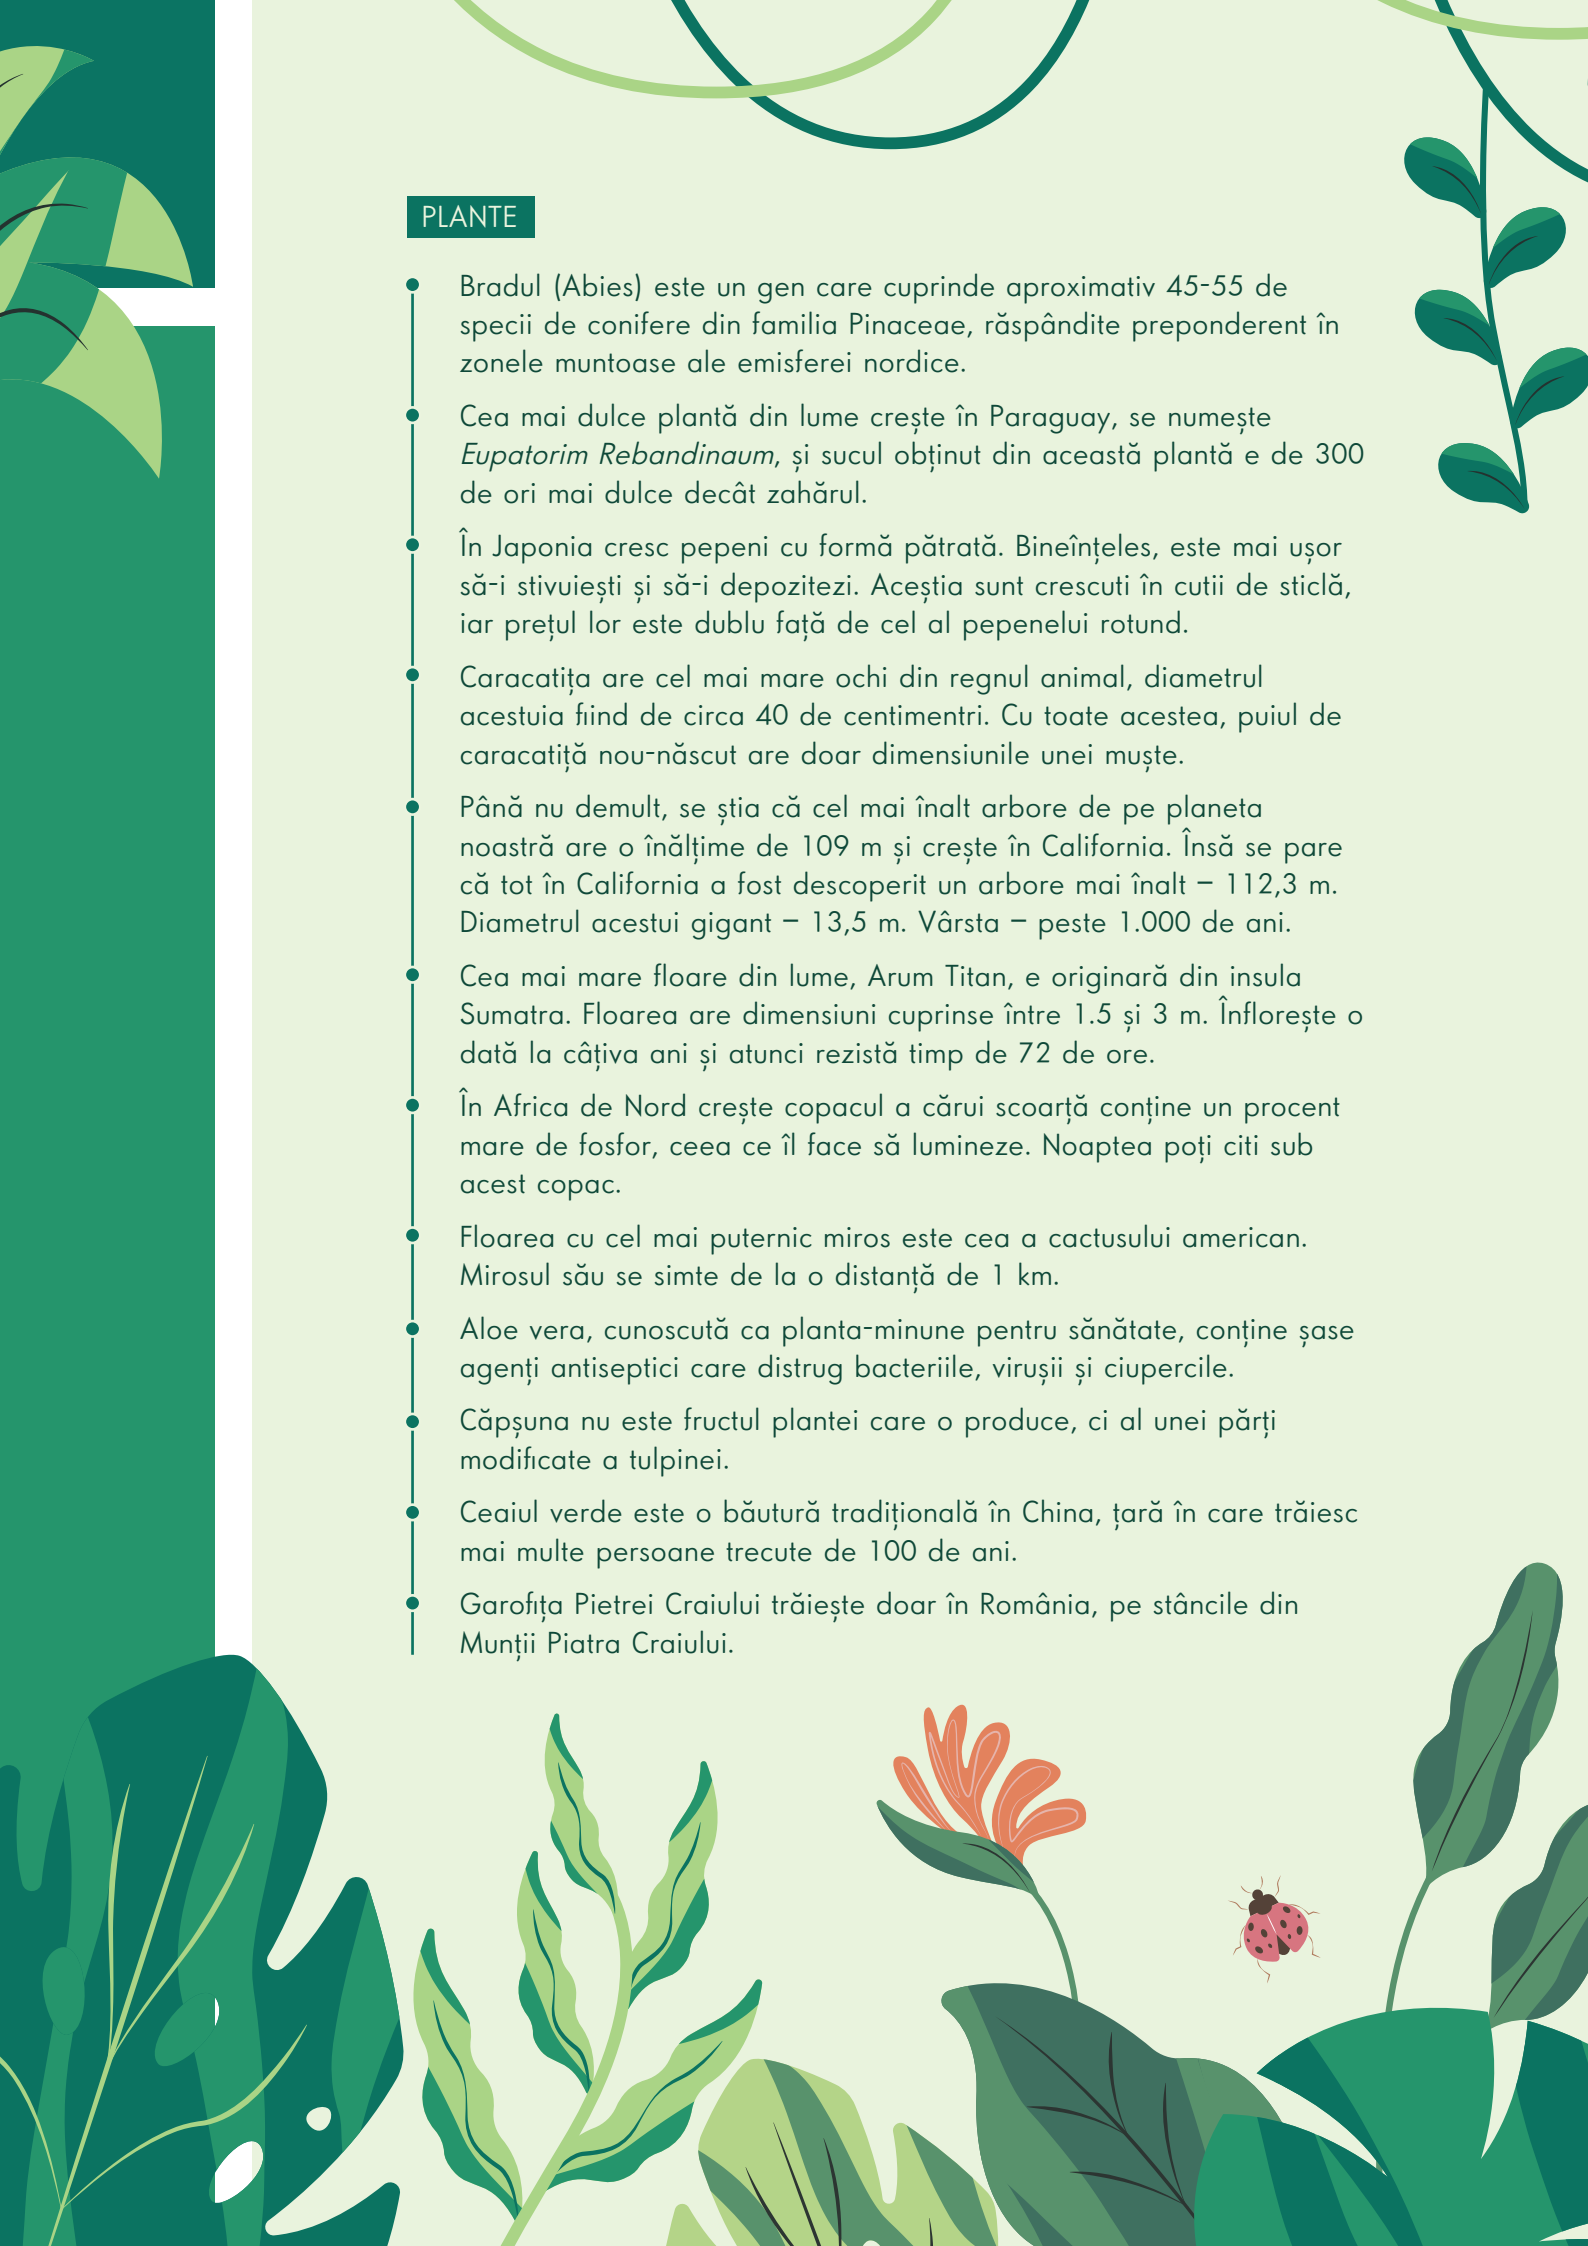 PLANTE
Bradul (Abies) este un gen care cuprinde aproximativ 45-55 de
specii de conifere din familia Pinaceae, răspândite preponderent în
zonele muntoase ale emisferei nordice.
Cea mai dulce plantă din lume crește în Paraguay, se numește
Eupatorim Rebandinaum, și sucul obținut din această plantă e de 300
de ori mai dulce decât zahărul.
În Japonia cresc pepeni cu formă pătrată. Bineînțeles, este mai ușor
să-i stivuiești și să-i depozitezi. Aceștia sunt crescuti în cutii de sticlă,
iar prețul lor este dublu față de cel al pepenelui rotund.
Caracatița are cel mai mare ochi din regnul animal, diametrul
acestuia fiind de circa 40 de centimentri. Cu toate acestea, puiul de
caracatiță nou-născut are doar dimensiunile unei muște.
Până nu demult, se știa că cel mai înalt arbore de pe planeta
noastră are o înălțime de 109 m și crește în California. Însă se pare
că tot în California a fost descoperit un arbore mai înalt – 112,3 m.
Diametrul acestui gigant – 13,5 m. Vârsta – peste 1.000 de ani.
Cea mai mare floare din lume, Arum Titan, e originară din insula
Sumatra. Floarea are dimensiuni cuprinse între 1.5 și 3 m. Înflorește o
dată la câțiva ani și atunci rezistă timp de 72 de ore.
În Africa de Nord crește copacul a cărui scoarță conține un procent
mare de fosfor, ceea ce îl face să lumineze. Noaptea poți citi sub
acest copac.
Floarea cu cel mai puternic miros este cea a cactusului american.
Mirosul său se simte de la o distanță de 1 km.
Aloe vera, cunoscută ca planta-minune pentru sănătate, conține șase
agenți antiseptici care distrug bacteriile, virușii și ciupercile.
Căpșuna nu este fructul plantei care o produce, ci al unei părți
modificate a tulpinei.
Ceaiul verde este o băutură tradițională în China, țară în care trăiesc
mai multe persoane trecute de 100 de ani.
Garofița Pietrei Craiului trăiește doar în România, pe stâncile din
Munții Piatra Craiului.